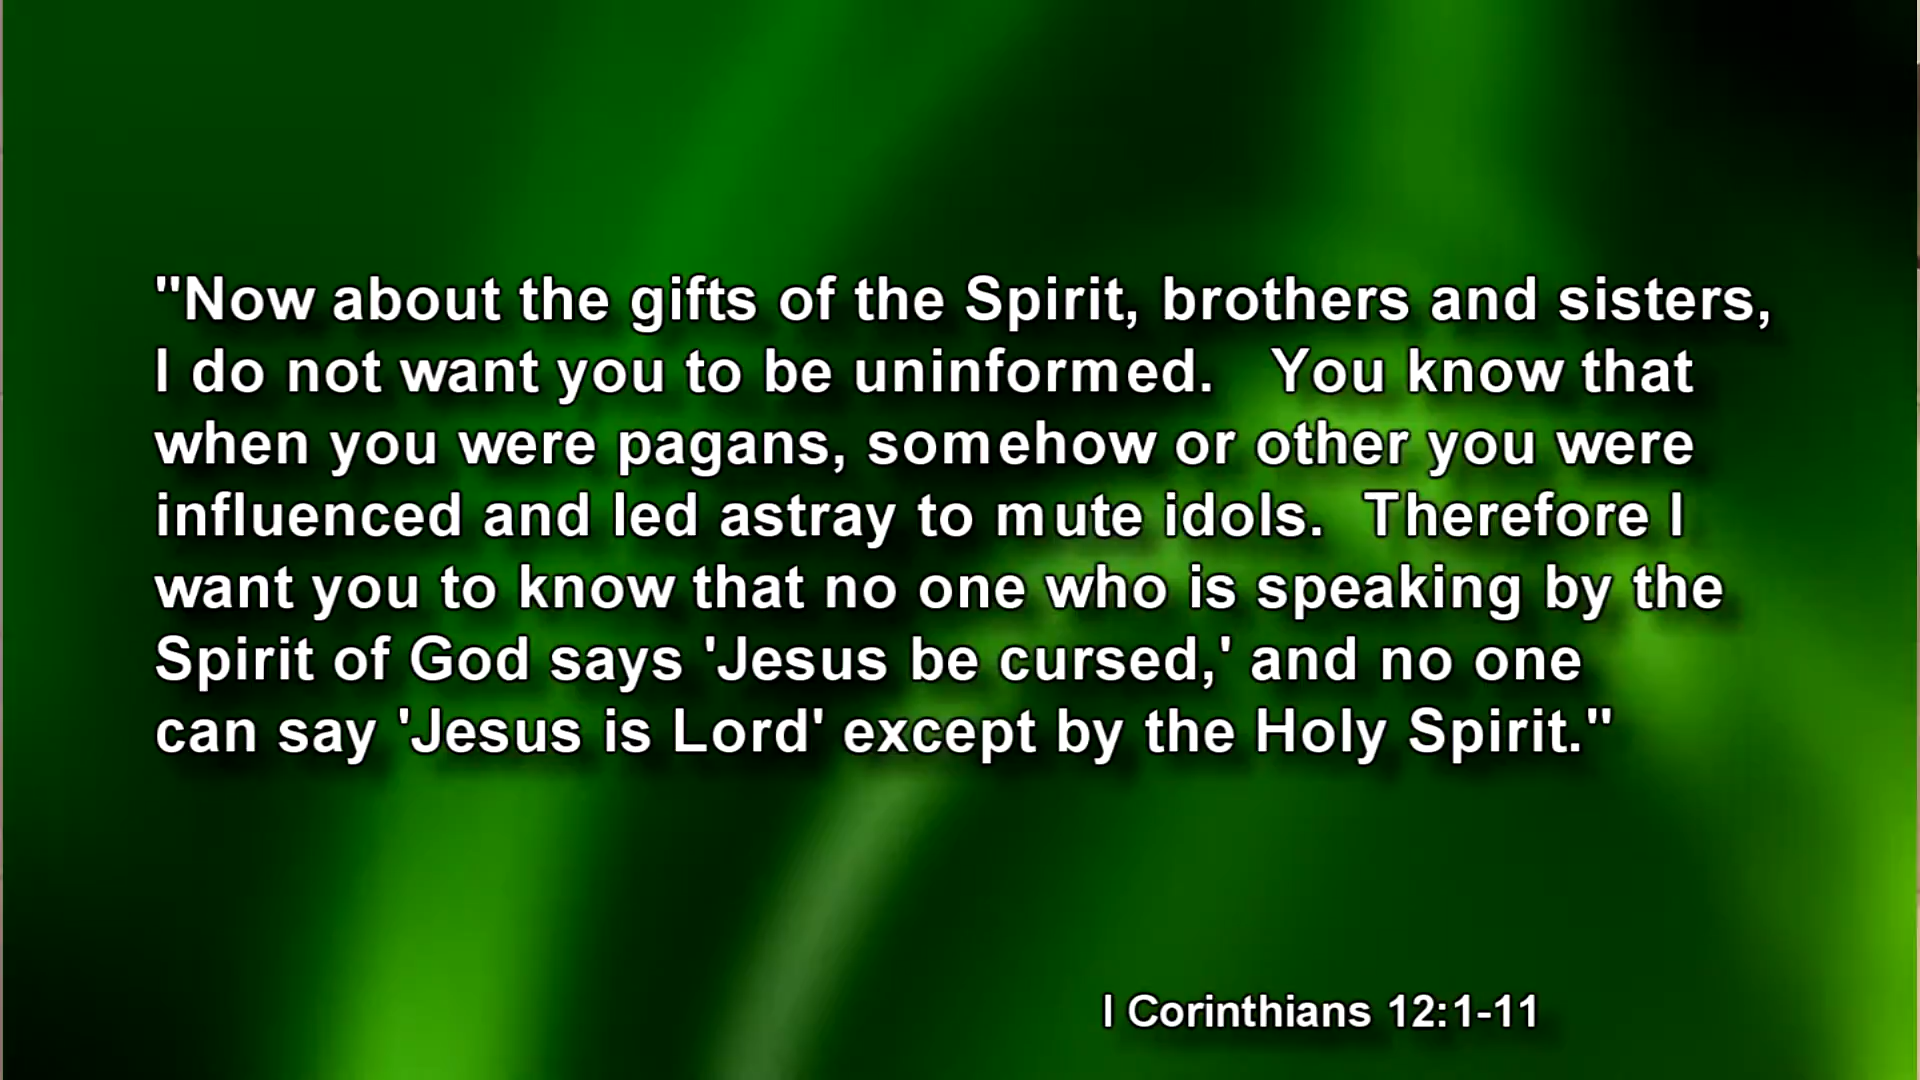 "Now about the gifts of the Spirit, brothers and sisters,
I do not want you to be uninformed. You know that
when you were pagans, somehow or other you were
influenced and led astray to mute idols. Therefore I
want you to know that no one who is speaking by the
Spirit of God says 'Jesus be cursed,' and no one
can say 'Jesus is Lord' except by the Holy Spirit."
I Corinthians 12:1-11